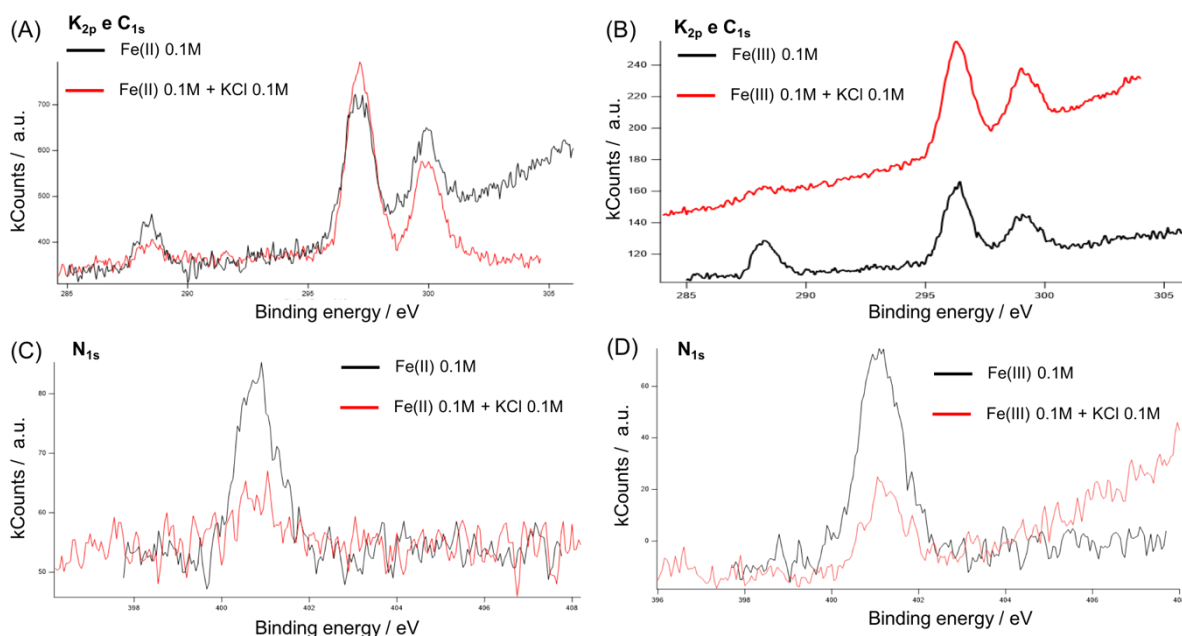 (A)
K2p e C1s
Fe(II) 0.1M
Fe(II) 0.1M + KCl 0.1M
kCounts / a.u.
700
600
500
400
285
290
295
300
305
Binding energy / eV
(B)
K2p e C1s
Fe(III) 0.1M
Fe(III) 0.1M + KCl 0.1M
kCounts / a.u.
240
220
200
180
160
140
120
285
290
295
300
305
Binding energy / eV
(C)
N1s
Fe(II) 0.1M
Fe(II) 0.1M + KCl 0.1M
kCounts / a.u.
80
70
60
50
398
400
402
404
406
408
Binding energy / eV
(D)
N1s
Fe(III) 0.1M
Fe(III) 0.1M + KCl 0.1M
kCounts / a.u.
60
40
20
0
396
398
400
402
404
406
Binding energy / eV